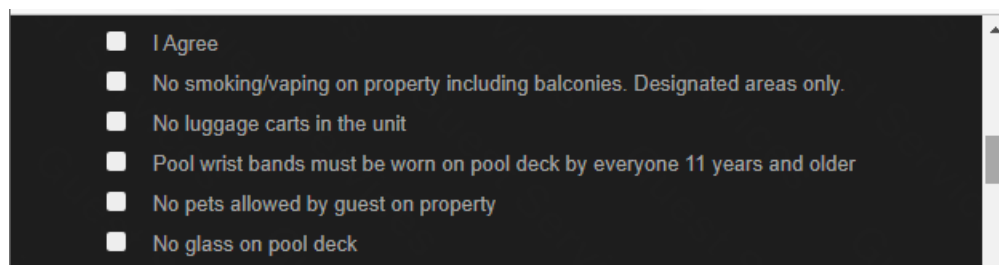 I Agree
No smoking/vaping on property including balconies. Designated areas only.
No luggage carts in the unit
Pool wrist bands must be worn on pool deck by everyone 11 years and older
No pets allowed by guest on property
No glass on pool deck